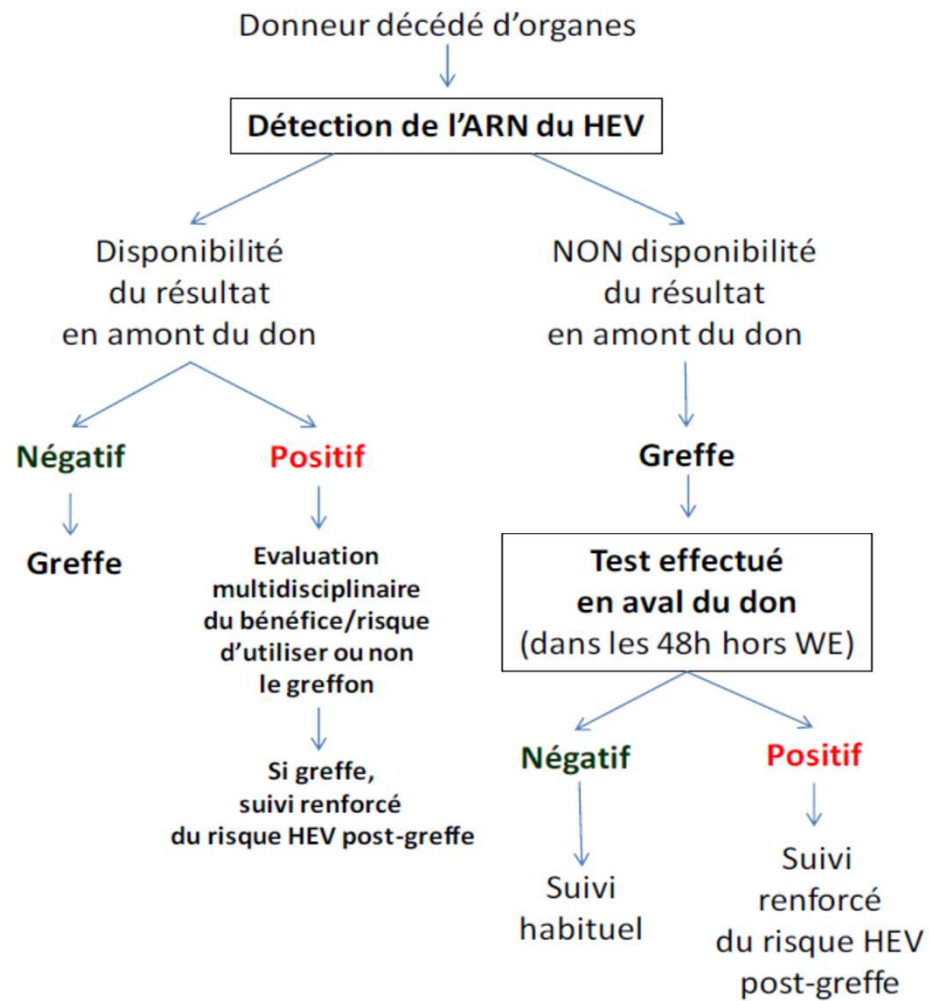 Donneur décédé d'organes
Détection de l'ARN du HEV
Disponibilité
du résultat
en amont du don
NON disponibilité
du résultat
en amont du don
Négatif
Positif
Greffe
Greffe
Evaluation
multidisciplinaire
du bénéfice/risque
d'utiliser ou non
le greffon
Si greffe,
suivi renforcé
du risque HEV post-greffe
Test effectué
en aval du don
(dans les 48h hors WE)
Négatif
Positif
Suivi
habituel
Suivi
renforcé
du risque HEV
post-greffe